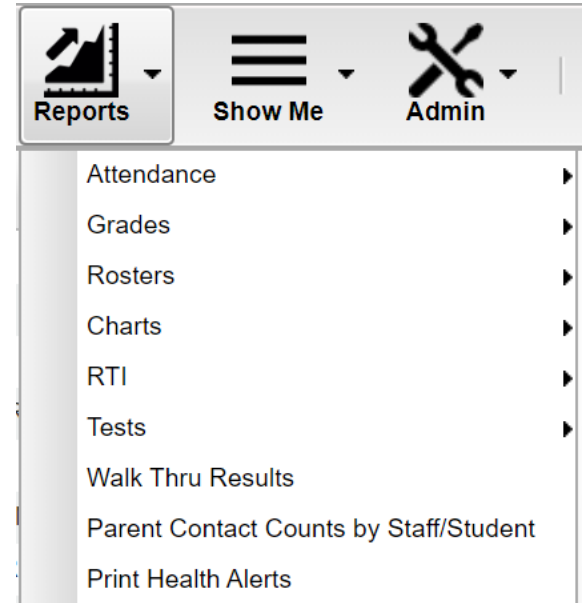 Reports
Show Me
Admin
Attendance
Grades
Rosters
Charts
RTI
Tests
Walk Thru Results
Parent Contact Counts by Staff/Student
Print Health Alerts